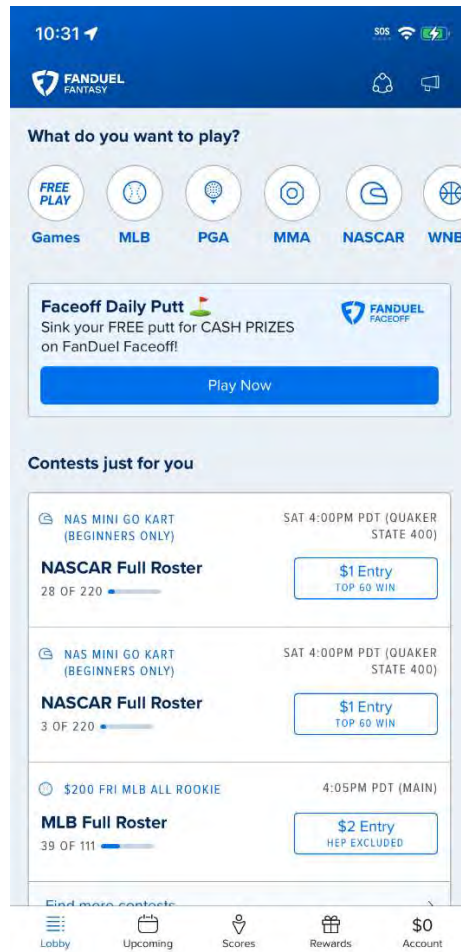 10:31
SOS
FANDUEL
FANTASY
What do you want to play?
FREE
PLAY
Games
MLB
PGA
MMA
NASCAR
WNB
Faceoff Daily Putt
Sink your FREE putt for CASH PRIZES
on FanDuel Faceoff!
FANDUEL
FACEOFF
Play Now
Contests just for you
NAS MINI GO KART
(BEGINNERS ONLY)
SAT 4:00PM PDT (QUAKER
STATE 400)
NASCAR Full Roster
28 OF 220
$1 Entry
TOP 60 WIN
NAS MINI GO KART
(BEGINNERS ONLY)
SAT 4:00PM PDT (QUAKER
STATE 400)
NASCAR Full Roster
3 OF 220
$1 Entry
TOP 60 WIN
$200 FRI MLB ALL ROOKIE
4:05PM PDT (MAIN)
MLB Full Roster
39 OF 111
$2 Entry
HEP EXCLUDED
Find more contests
Lobby
Upcoming
Scores
Rewards
$0
Account